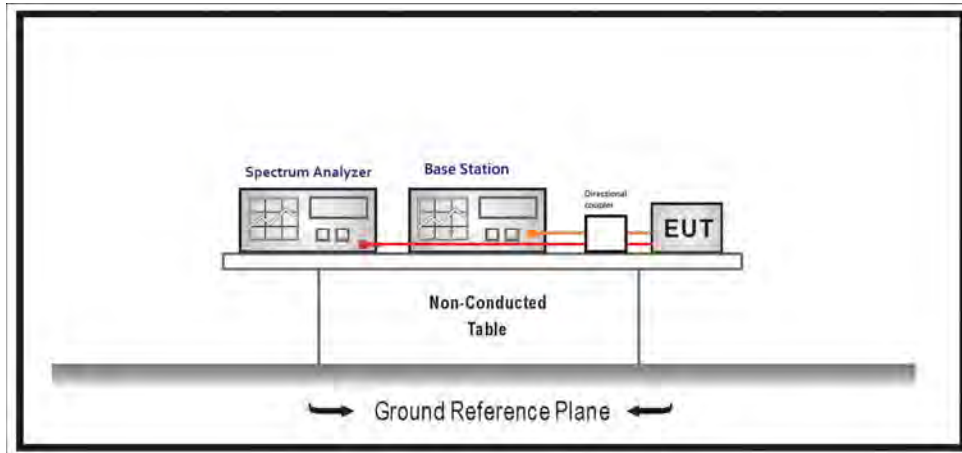 Spectrum Analyzer
Base Station
Directional
coupler
EUT
Non-Conducted
Table
Ground Reference Plane